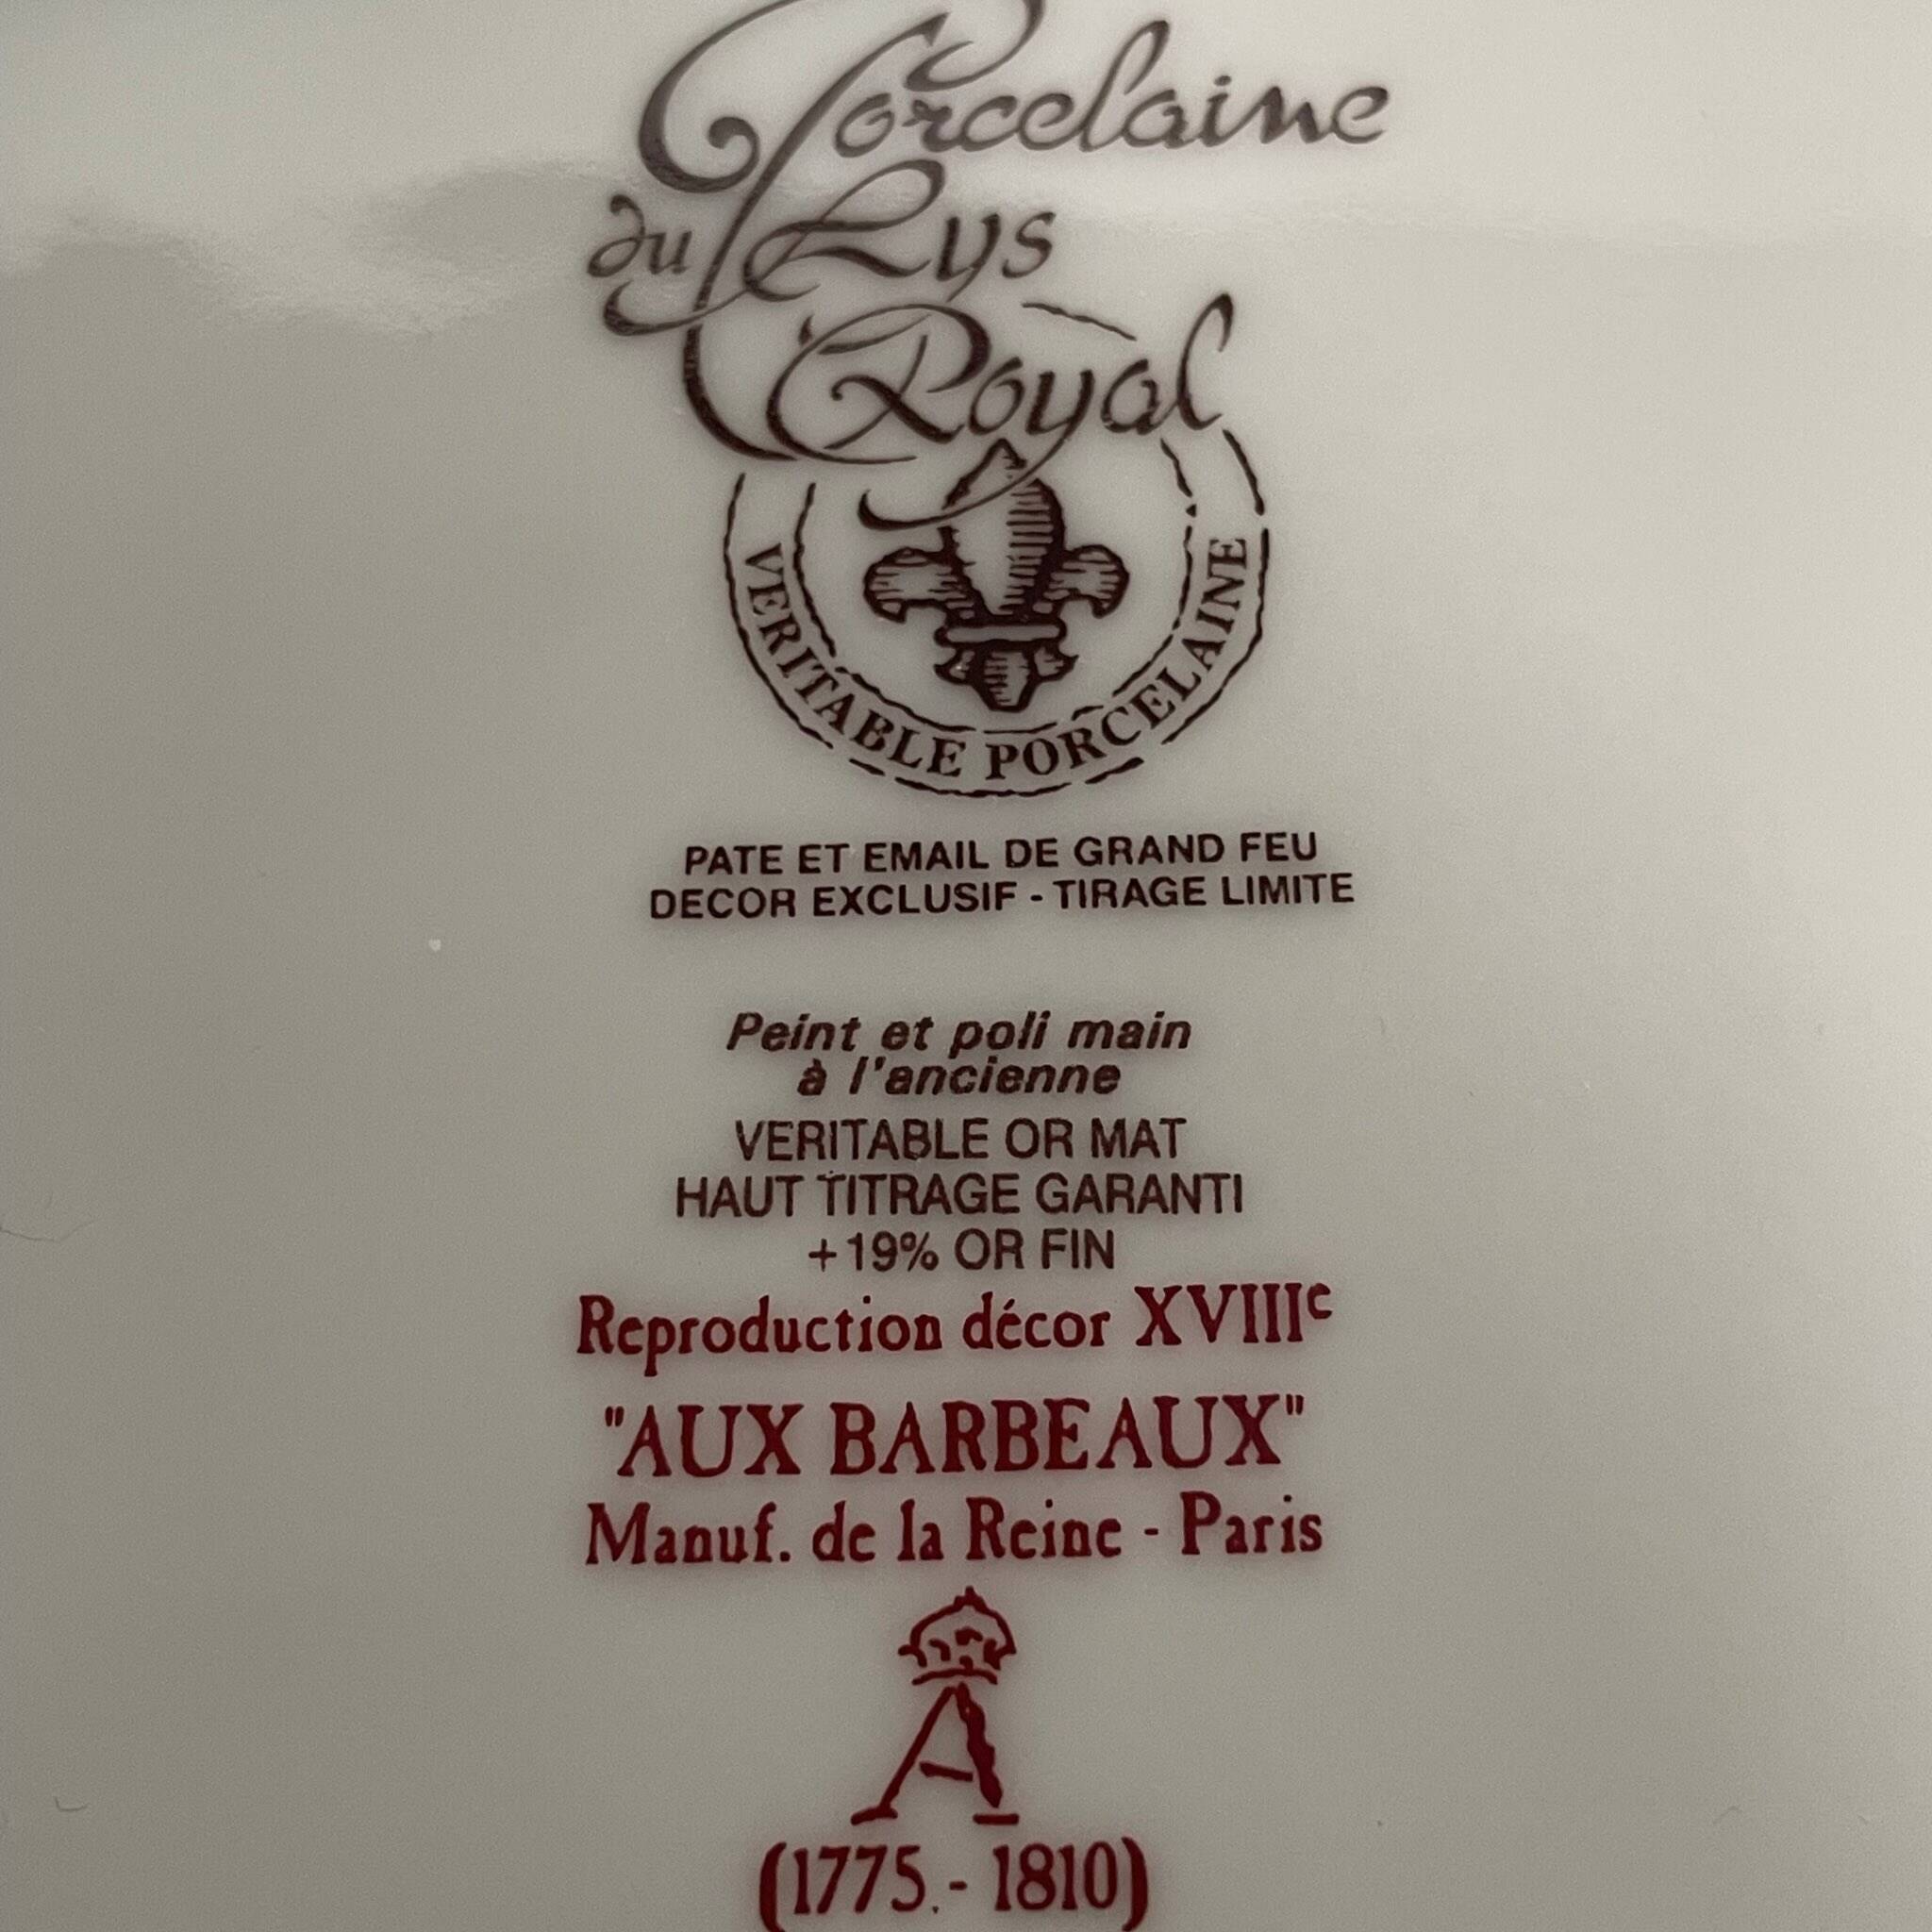 Porcelaine
du Lys
Royal
VERITABLE PORCELAINE
PATE ET EMAIL DE GRAND FEU
DECOR EXCLUSIF - TIRAGE LIMITE
Peint et poli main
à l'ancienne
VERITABLE OR MAT
HAUT TITRAGE GARANTI
+19% OR FIN
Reproduction décor XVIIIe
"AUX BARBEAUX"
Manuf. de la Reine - Paris
A
(1775.- 1810)